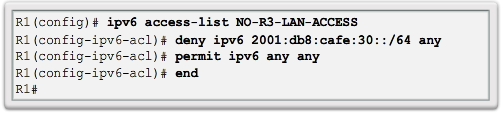 R1(config)# ipv6 access-list NO-R3-LAN-ACCESS
R1(config-ipv6-acl)# deny ipv6 2001:db8:cafe:30::/64 any
R1(config-ipv6-acl)# permit ipv6 any any
R1(config-ipv6-acl)# end
R1#